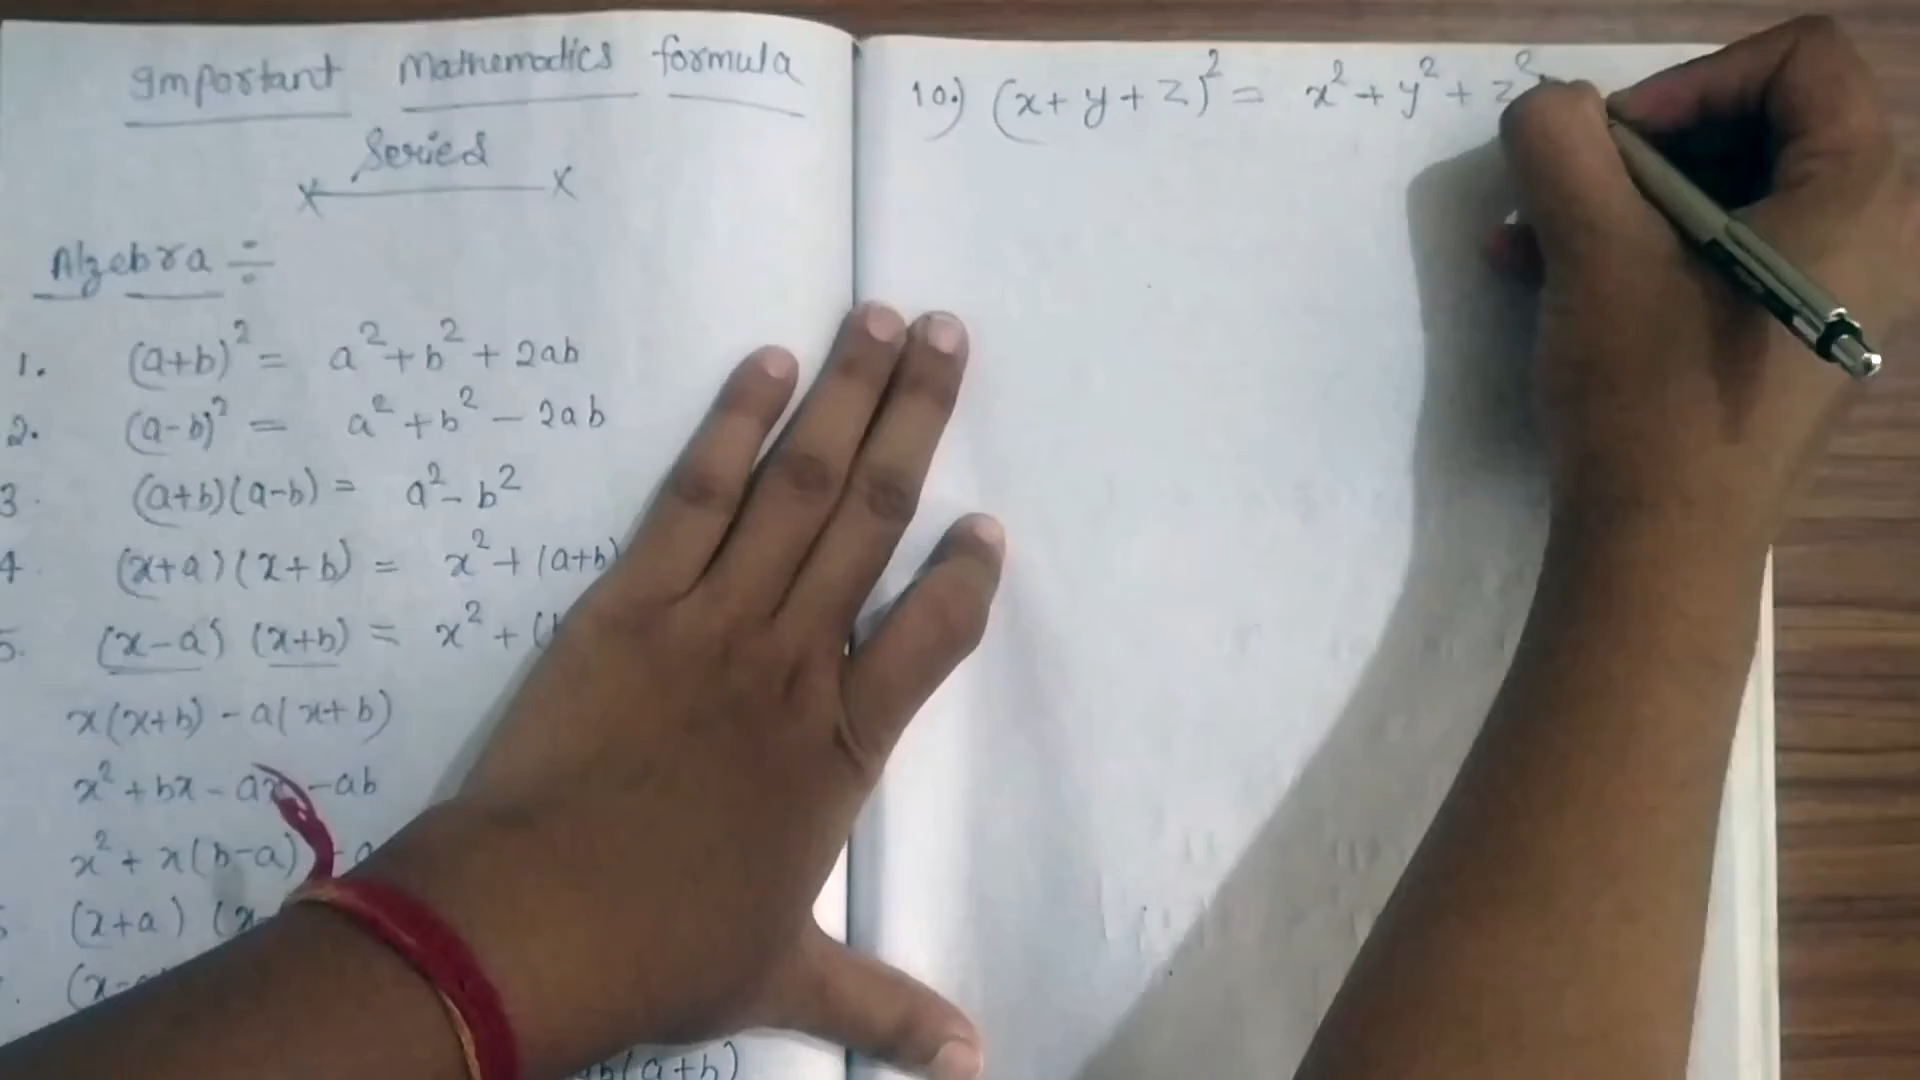 Important Mathematics formula
Series
Algebra ÷
1. (a+b)² = a²+b²+2ab
2. (a-b)² = a²+b²-2ab
3. (a+b)(a-b) = a²-b²
4. (x+a)(x+b) = x²+(a+b)
5. (x-a)(x+b) = x²+(
x(x+b)-a(x+b)
x²+bx-ax-ab
x²+x(b-a)-a
(x+a)(x
(x-a
b(a+b)
10.) (x+y+z)² = x²+y²+z²